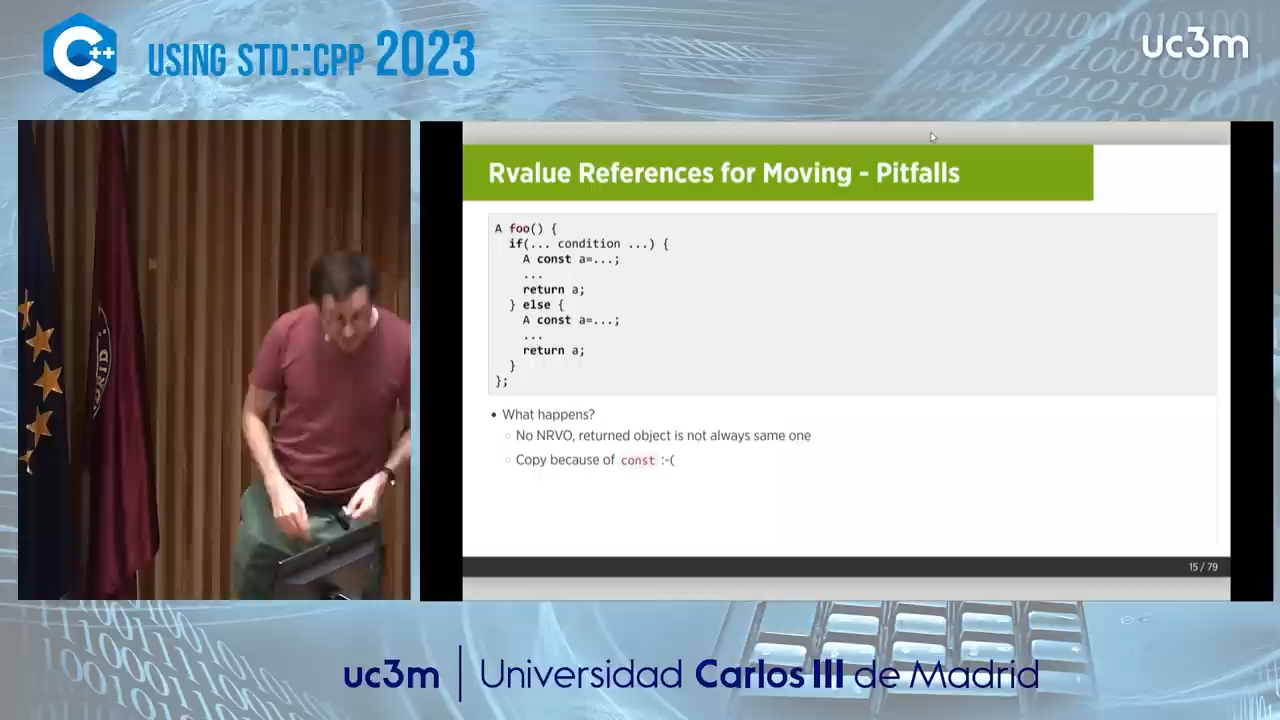 C++
USING STD::CPP 2023
uc3m
Rvalue References for Moving - Pitfalls
A foo() {
if(... condition ...) {
A const a=...;
...
return a;
} else {
A const a=...;
...
return a;
}
};
• What happens?
○ No NRVO, returned object is not always same one
○ Copy because of const :-(
15 / 79
uc3m | Universidad Carlos III de Madrid